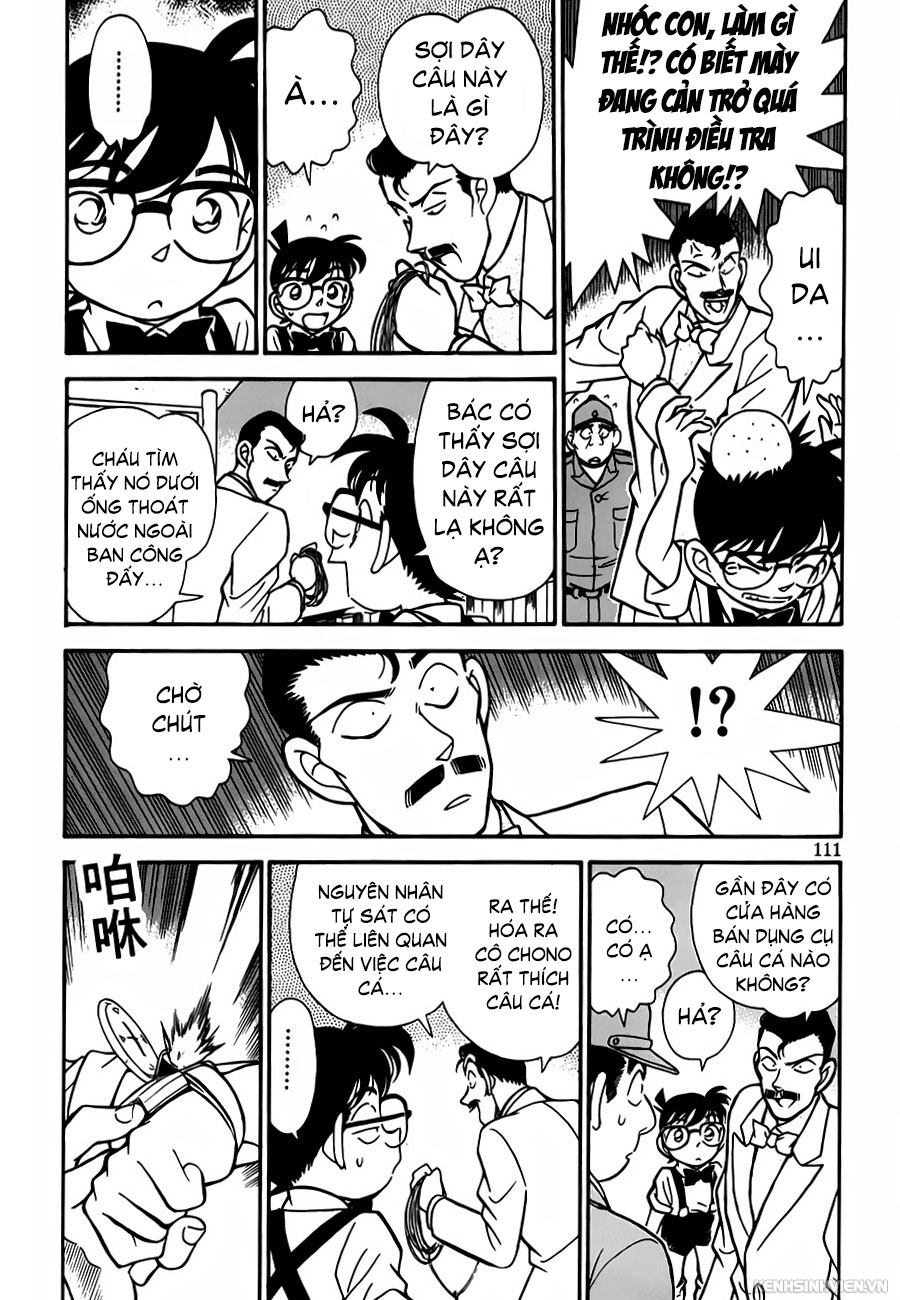 NHÓC CON, LÀM GÌ
THẾ!? CÓ BIẾT MÀY
ĐANG CẢN TRỞ QUÁ
TRÌNH ĐIỀU TRA
KHÔNG!?
UI
DA
...
SỢI DÂY
CÂU NÀY
LÀ GÌ
ĐÂY?
À...
........
BÁC CÓ
THẤY SỢI
DÂY CÂU
NÀY RẤT
LẠ KHÔNG
Ạ?
HẢ?
CHÁU TÌM
THẤY NÓ DƯỚI
ỐNG THOÁT
NƯỚC NGOÀI
BAN CÔNG
ĐẤY...
!?
CHỜ
CHÚT
...
111
GẦN ĐÂY CÓ
CỬA HÀNG
BÁN DỤNG CỤ
CÂU CÁ NÀO
KHÔNG?
HẢ?
CÓ...
CÓ Ạ
...
RA THẾ!
HÓA RA
CÔ CHONO
RẤT THÍCH
CÂU CÁ!
NGUYÊN NHÂN
TỰ SÁT CÓ
THỂ LIÊN QUAN
ĐẾN VIỆC CÂU
CÁ...
........
咱
咻
KENHSINHVIEN.VN